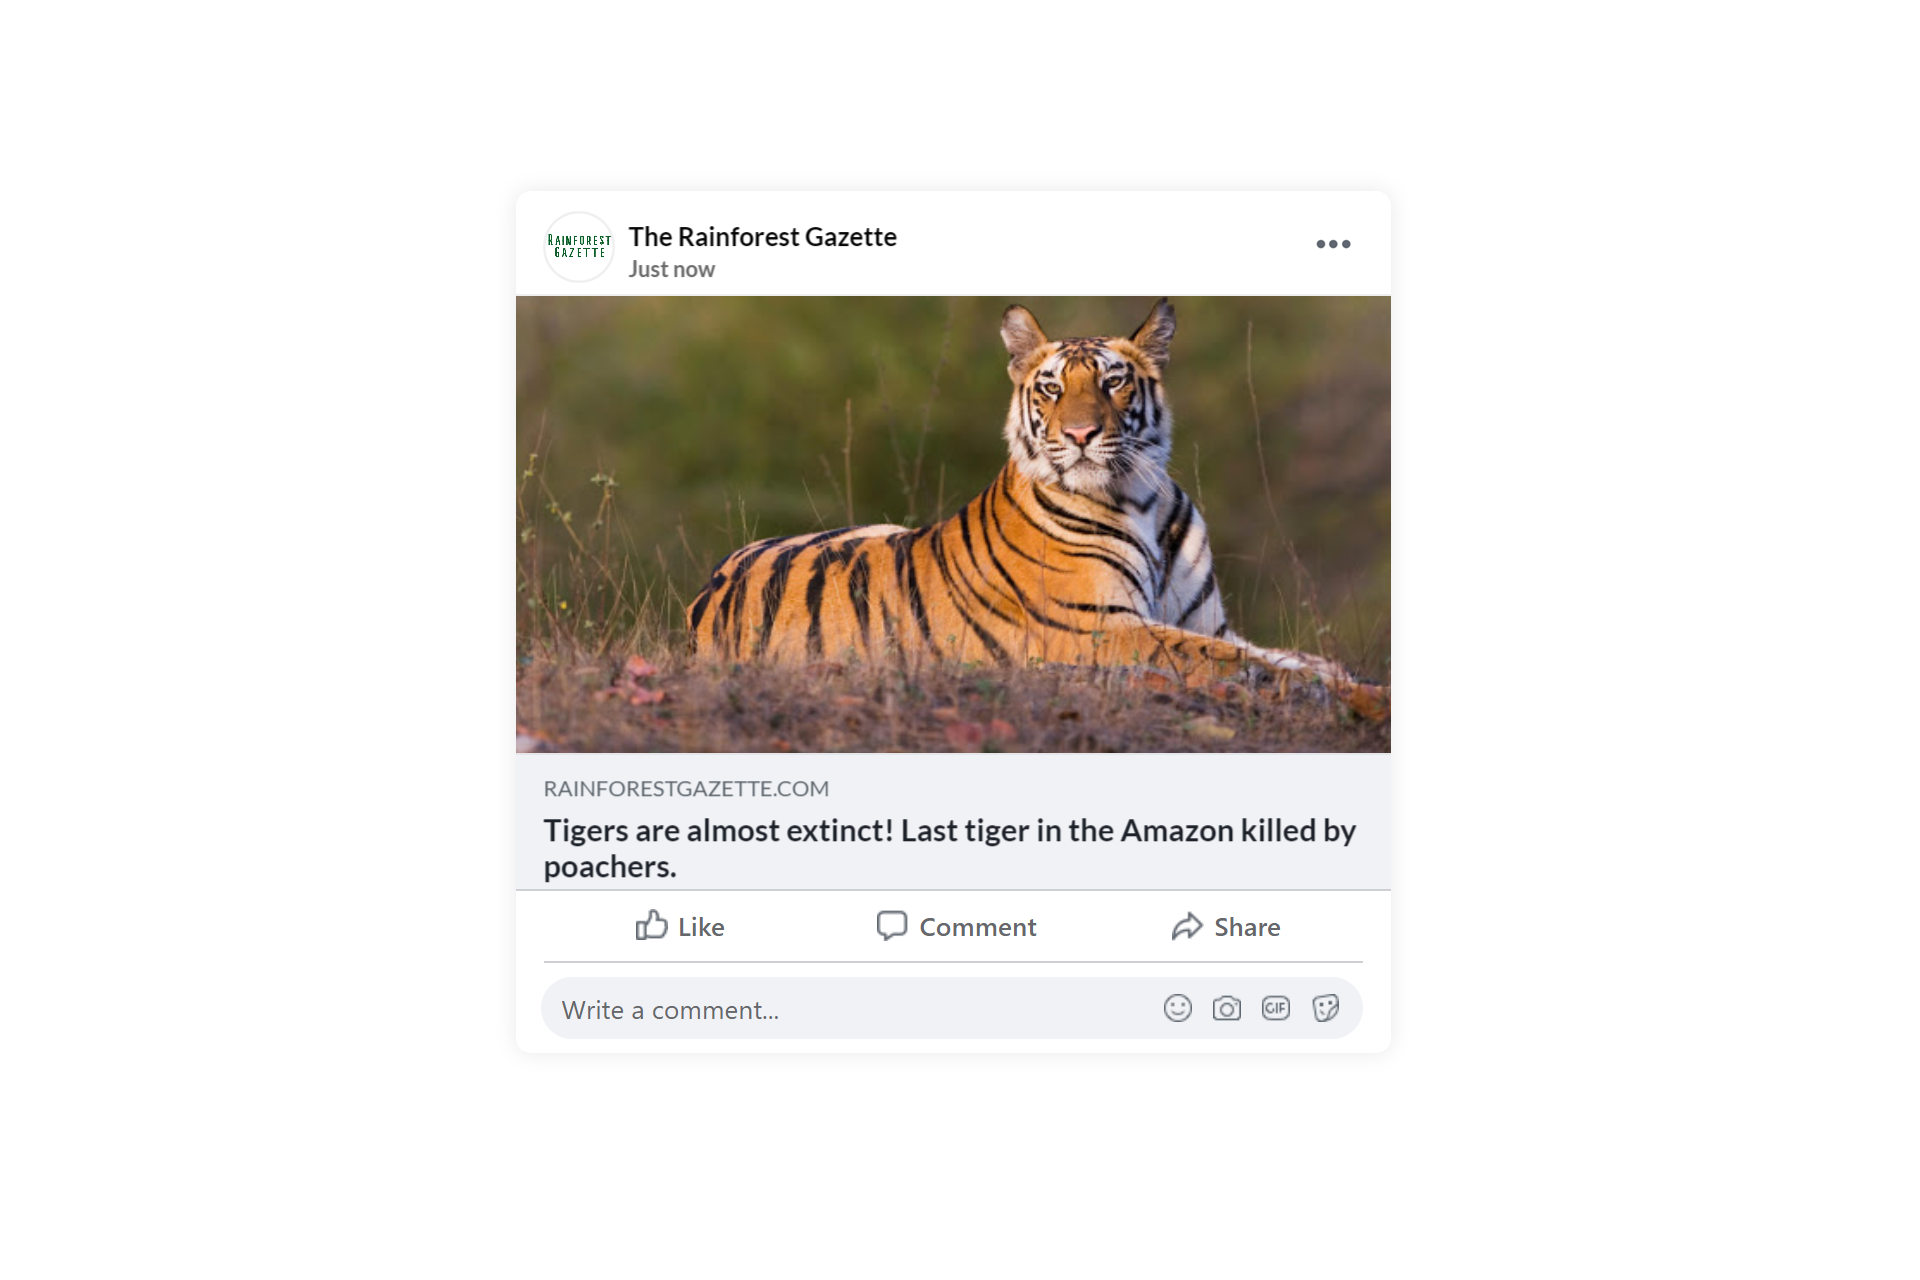 RAINFOREST
GAZETTE
The Rainforest Gazette
Just now
RAINFORESTGAZETTE.COM
Tigers are almost extinct! Last tiger in the Amazon killed by
poachers.
Like Comment Share
Write a comment...
GIF